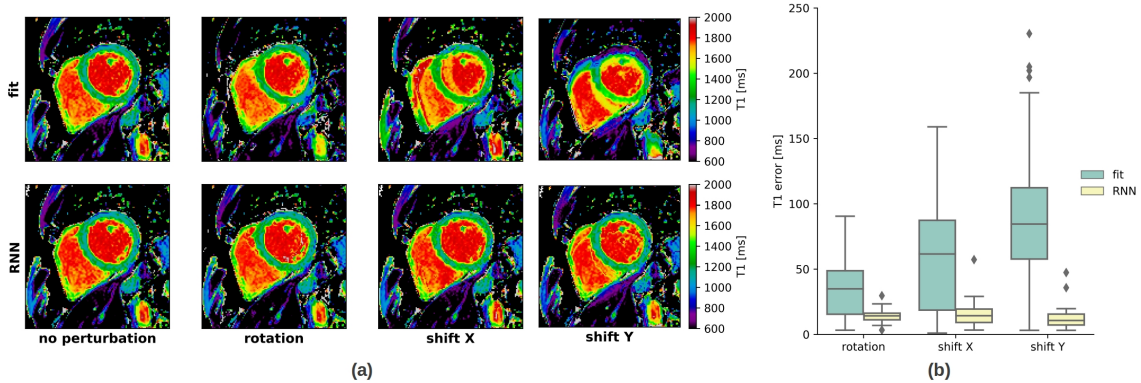 fit
2000
1800
1600
1400
1200
1000
800
600
T1 [ms]
RNN
2000
1800
1600
1400
1200
1000
800
600
T1 [ms]
no perturbation
rotation
shift X
shift Y
(a)
250
200
150
100
50
0
T1 error [ms]
rotation
shift X
shift Y
fit
RNN
(b)